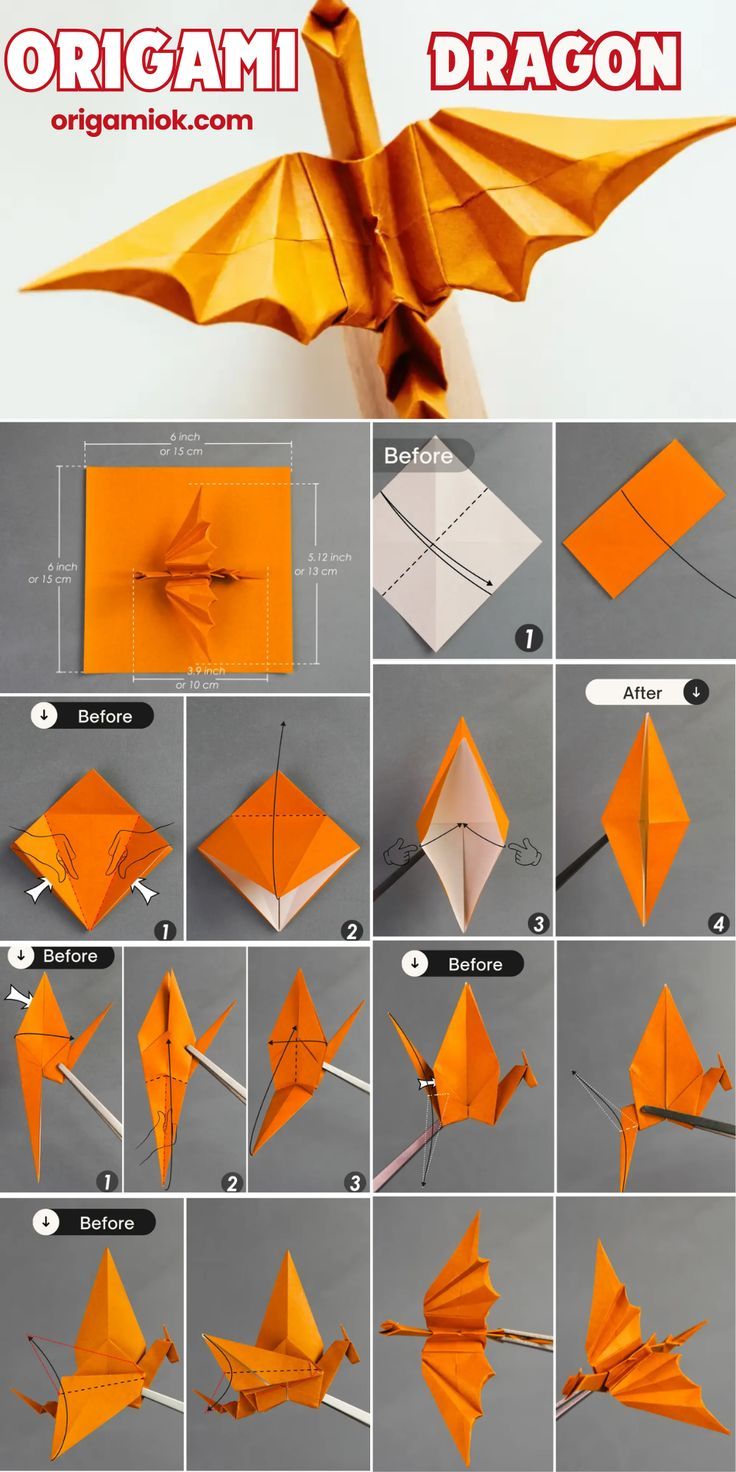 ORIGAMI DRAGON
origamiok.com
6 inch
or 15 cm
6 inch
or 15 cm
5.12 inch
or 13 cm
3.9 inch
or 10 cm
Before
1
Before
1
2
After
3
4
Before
1
2
3
Before
Before